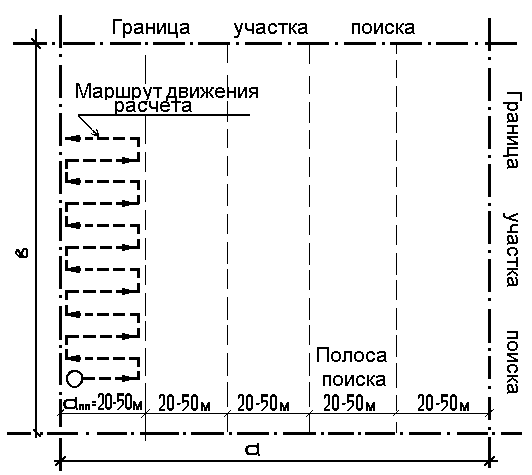 Граница участка поиска
Маршрут движения
расчета
Граница участка поиска
в
Полоса
поиска
aпп=20-50м 20-50м 20-50м 20-50м 20-50м
a